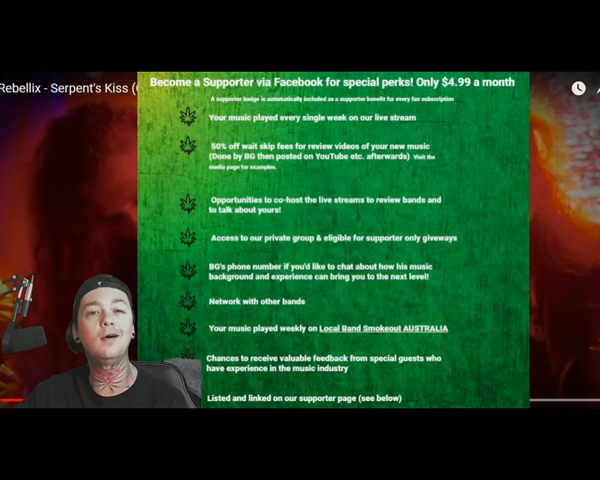 Rebellix - Serpent's Kiss (
Become a Supporter via Facebook for special perks! Only $4.99 a month
A supporter badge is automatically included as a supporter benefit for every fan subscription
Your music played every single week on our live stream
50% off wait skip fees for review videos of your new music
(Done by BG then posted on YouTube etc. afterwards) Visit the
media page for examples.
Opportunities to co-host the live streams to review bands and
to talk about yours!
Access to our private group & eligible for supporter only giveways
BG's phone number if you'd like to chat about how his music
background and experience can bring you to the next level!
Network with other bands
Your music played weekly on Local Band Smokeout AUSTRALIA
Chances to receive valuable feedback from special guests who
have experience in the music industry
Listed and linked on our supporter page (see below)